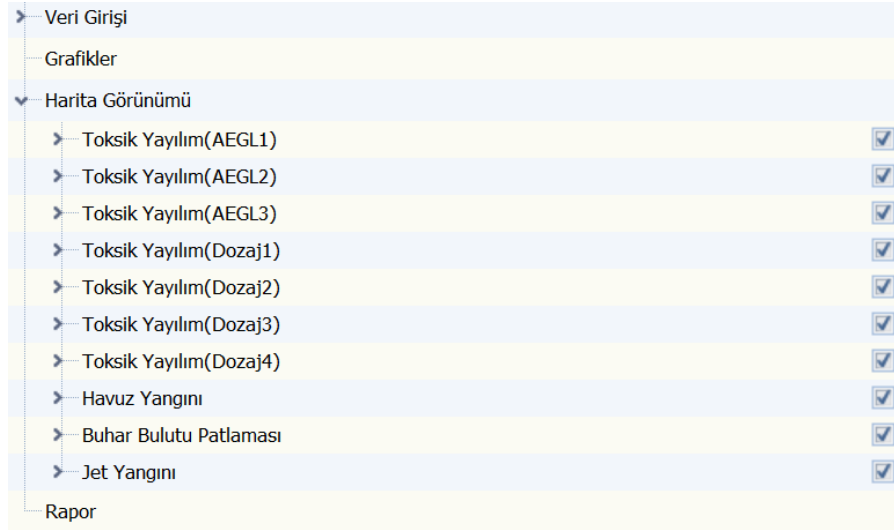 Veri Girişi
Grafikler
Harita Görünümü
Toksik Yayılım(AEGL1)
Toksik Yayılım(AEGL2)
Toksik Yayılım(AEGL3)
Toksik Yayılım(Dozaj1)
Toksik Yayılım(Dozaj2)
Toksik Yayılım(Dozaj3)
Toksik Yayılım(Dozaj4)
Havuz Yangını
Buhar Bulutu Patlaması
Jet Yangını
Rapor